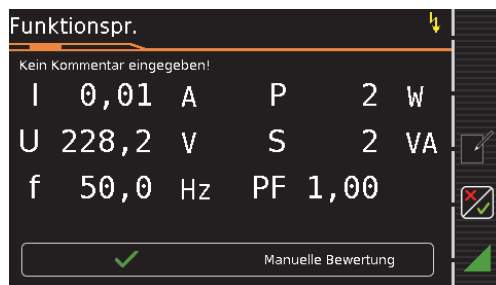 Funktionspr.
Kein Kommentar eingegeben!
I 0,01 A P 2 W
U 228,2 V S 2 VA
f 50,0 Hz PF 1,00
Manuelle Bewertung